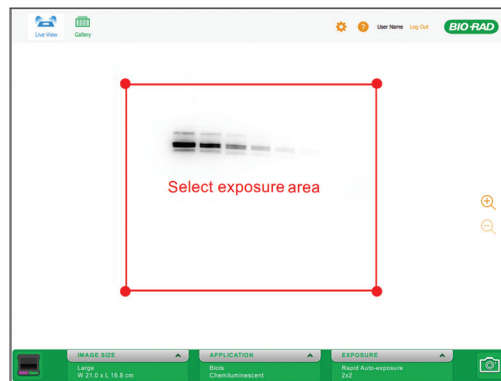 Live View
Gallery
User Name
Log Out
BIO-RAD
Select exposure area
IMAGE SIZE
Large
W 21.0 x L 16.8 cm
APPLICATION
Blots
Chemiluminescent
EXPOSURE
Rapid Auto-exposure
2x2